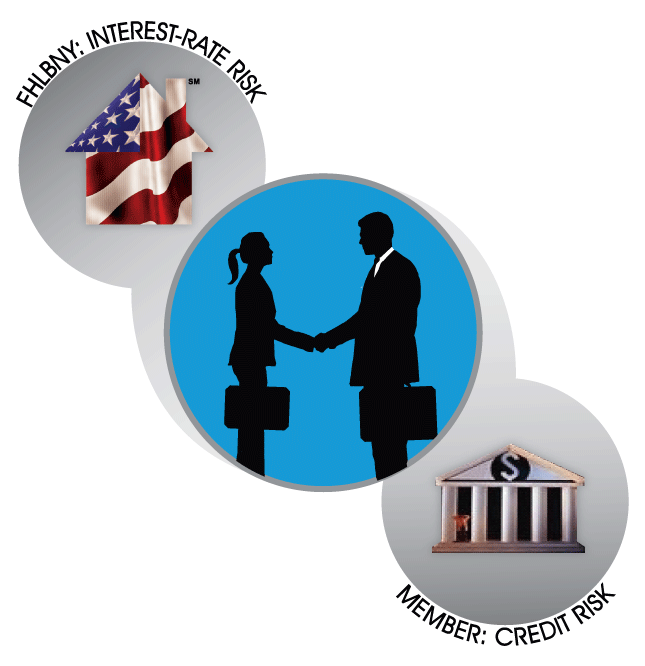 FHLBNY: INTEREST-RATE RISK
SM
$
MEMBER: CREDIT RISK